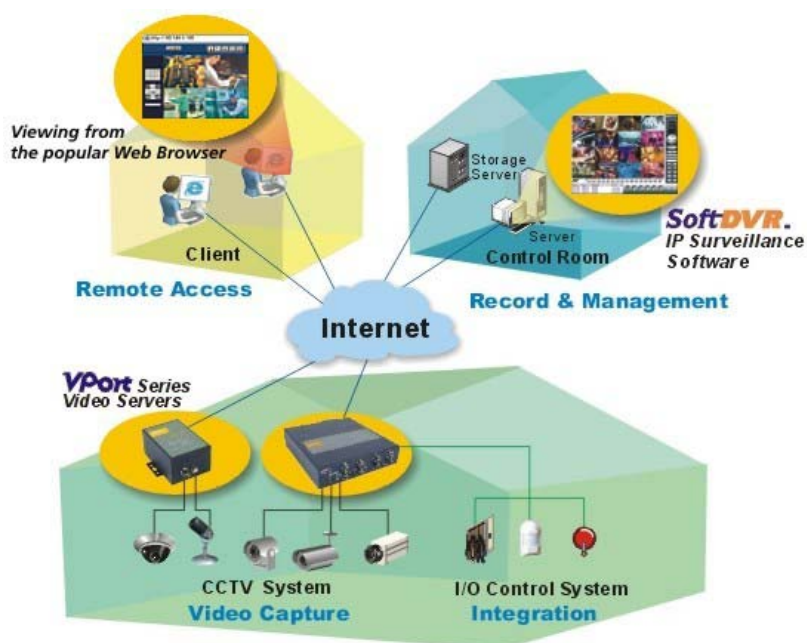 Viewing from
the popular Web Browser
Client
Remote Access
Storage
Server
Server
Control Room
SoftDVR.
IP Surveillance
Software
Record & Management
Internet
VPort Series
Video Servers
CCTV System
Video Capture
I/O Control System
Integration